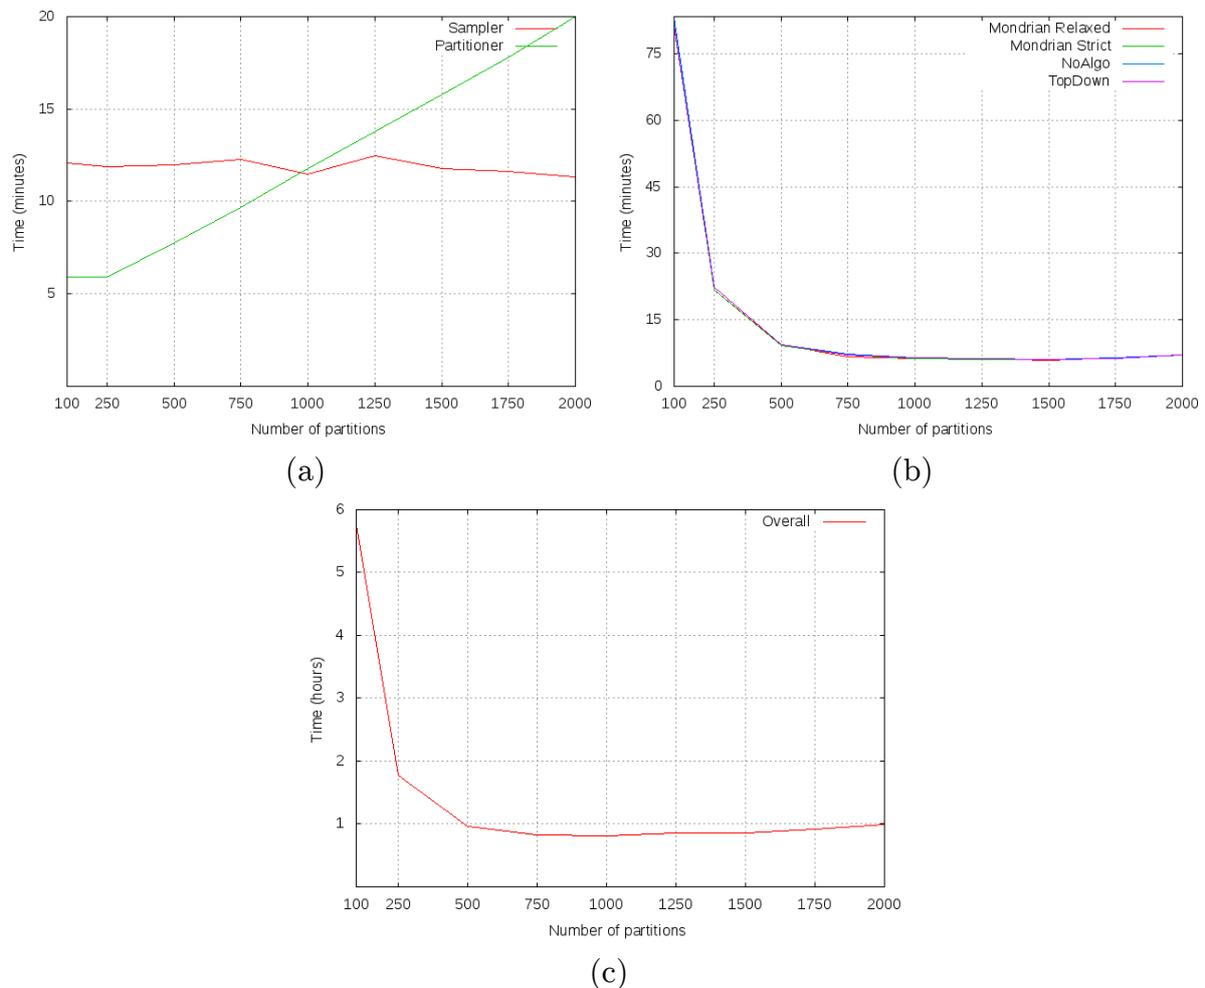 20
15
10
5
Time (minutes)
Sampler
Partitioner
100 250 500 750 1000 1250 1500 1750 2000
Number of partitions
(a)
75
60
45
30
15
0
Time (minutes)
Mondrian Relaxed
Mondrian Strict
NoAlgo
TopDown
100 250 500 750 1000 1250 1500 1750 2000
Number of partitions
(b)
6
5
4
3
2
1
Time (hours)
Overall
100 250 500 750 1000 1250 1500 1750 2000
Number of partitions
(c)